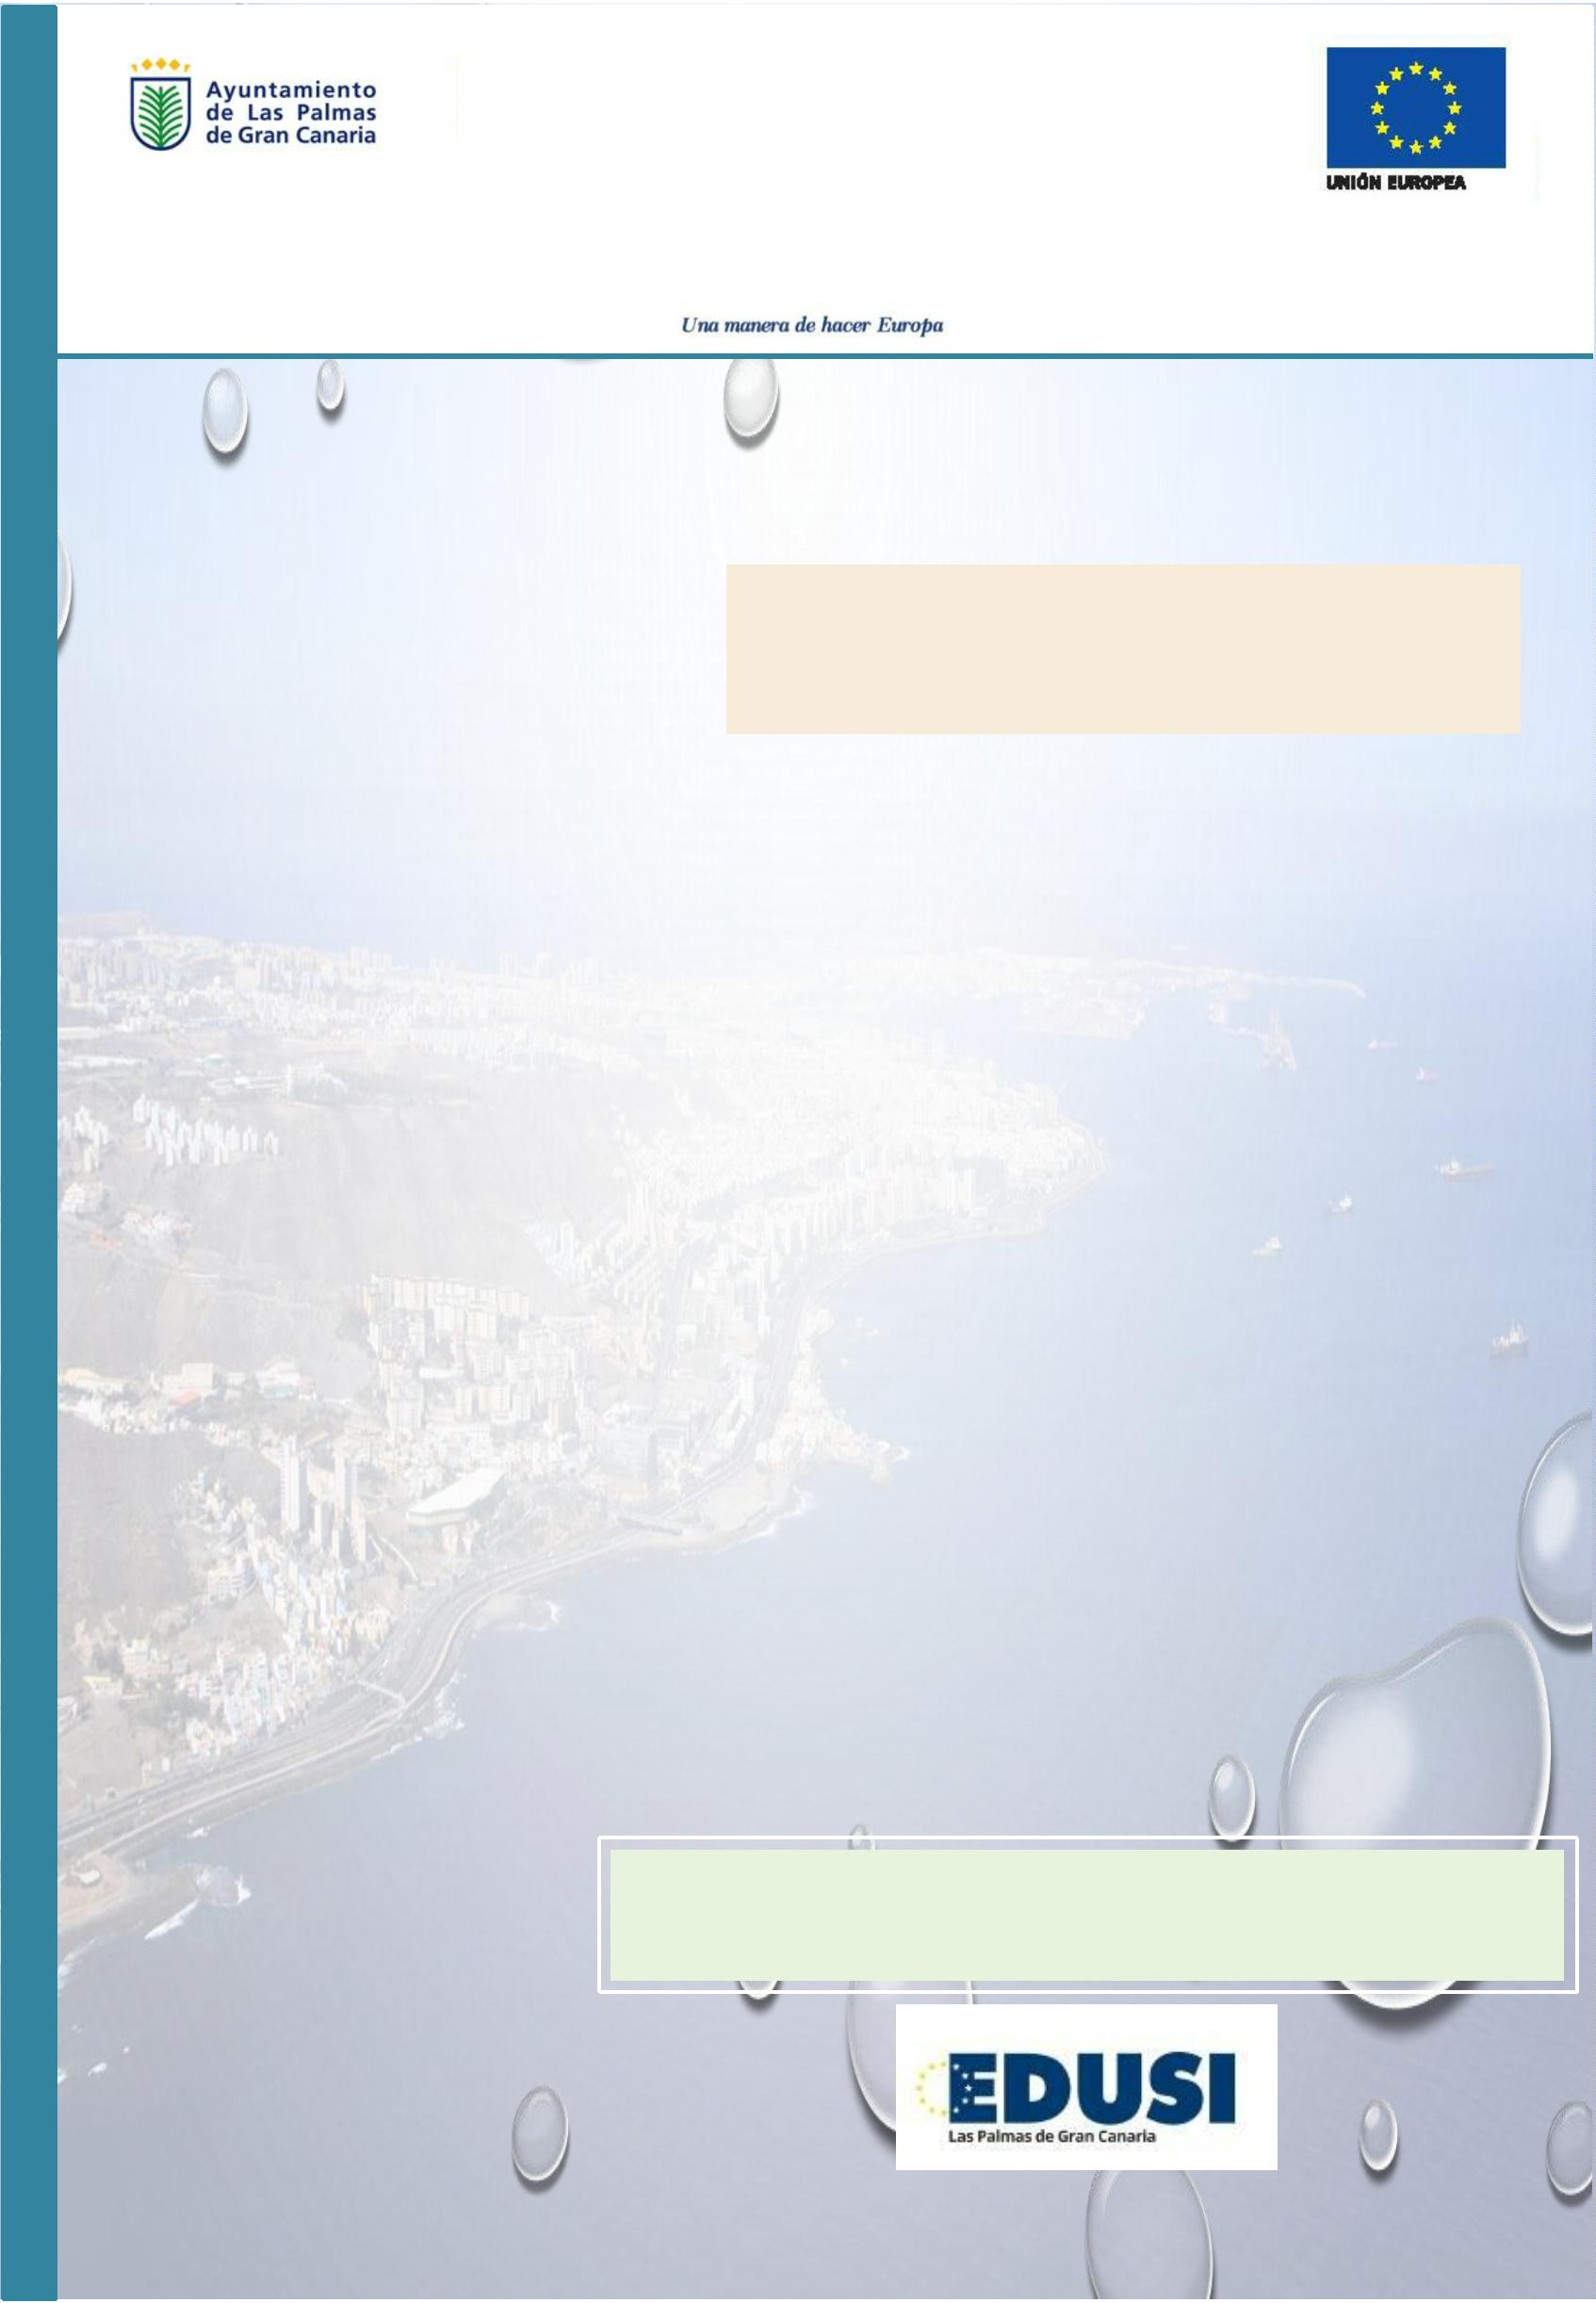 Ayuntamiento
de Las Palmas
de Gran Canaria
UNIÓN EUROPEA
Una manera de hacer Europa
EDUSI
Las Palmas de Gran Canaria